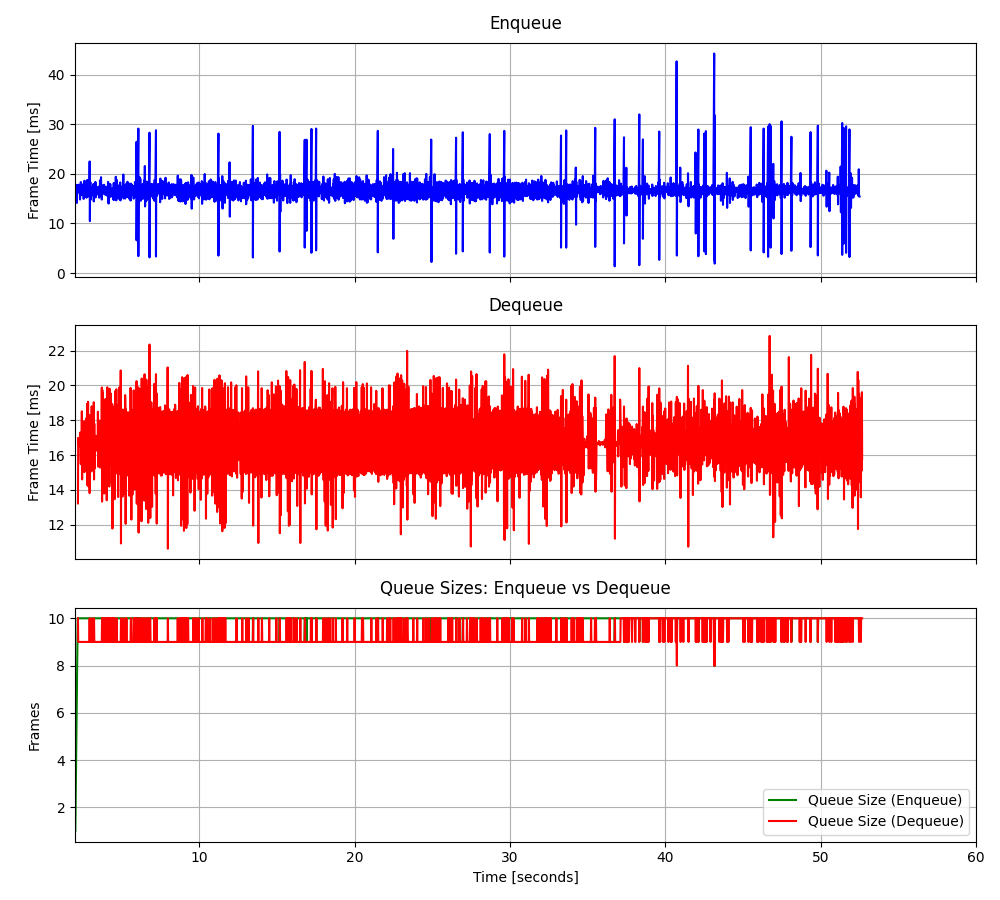 Enqueue
Frame Time [ms]
40
30
20
10
0
Dequeue
Frame Time [ms]
22
20
18
16
14
12
Queue Sizes: Enqueue vs Dequeue
Frames
10
8
6
4
2
Queue Size (Enqueue)
Queue Size (Dequeue)
10 20 30 40 50 60
Time [seconds]